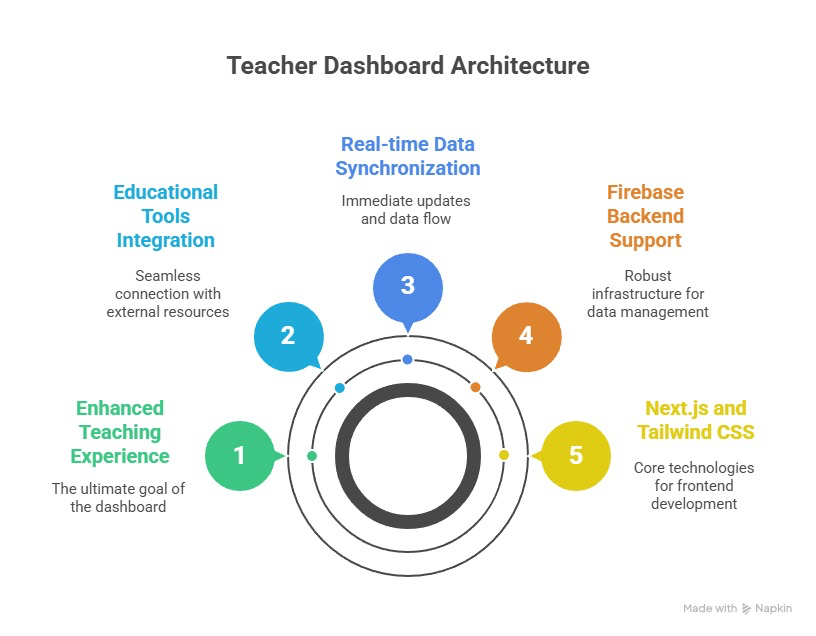 Teacher Dashboard Architecture
Real-time Data
Synchronization
Immediate updates
and data flow
Educational
Tools
Integration
Seamless
connection with
external resources
Firebase
Backend
Support
Robust
infrastructure for
data management
3
2
4
Enhanced
Teaching
Experience
The ultimate goal of
the dashboard
1
5
Next.js and
Tailwind CSS
Core technologies
for frontend
development
Made with Napkin